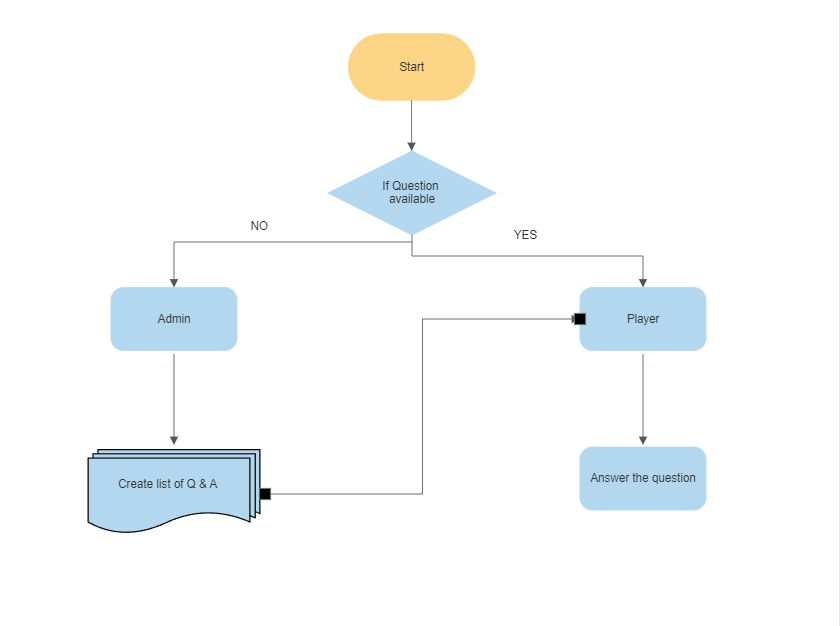 Start
If Question
available
NO
YES
Admin
Player
Create list of Q & A
Answer the question